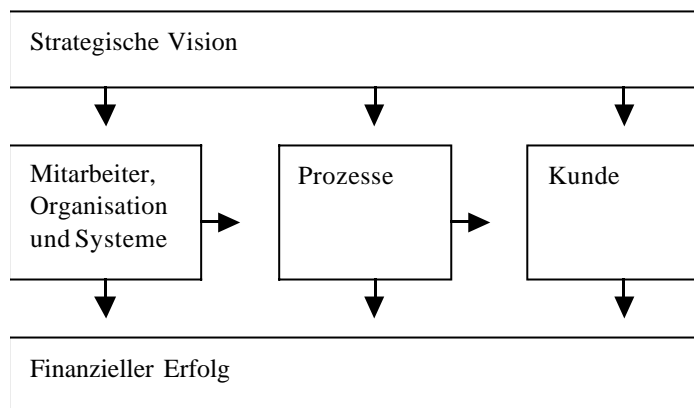 Strategische Vision
Mitarbeiter,
Organisation
und Systeme
Prozesse
Kunde
Finanzieller Erfolg